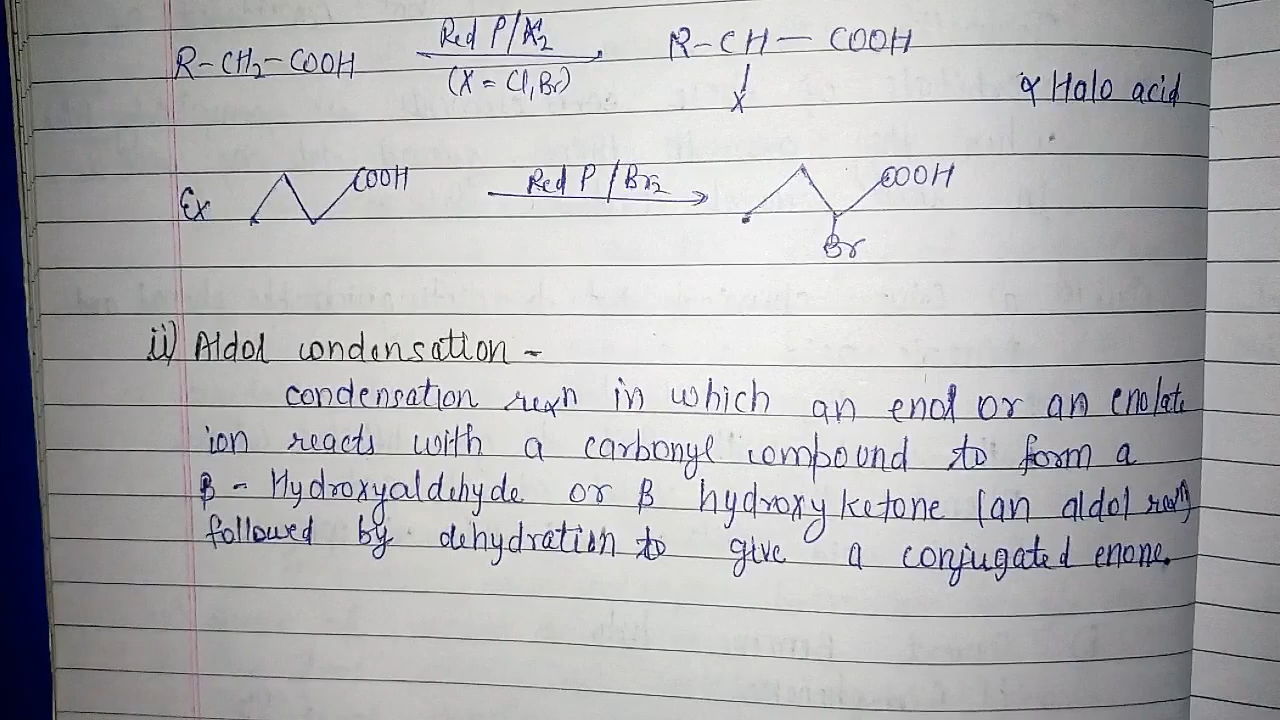 R-CH₂-COOH Red P/X₂ (X = Cl, Br) R-CH-COOH
X
α Halo acid
Ex COOH Red P/Br₂ COOH
Br
ii) Aldol condensation -
condensation rexn in which an enol or an enolate
ion reacts with a carbonyl compound to form a
β - Hydroxyaldehyde or β hydroxy ketone (an aldol rexn)
followed by dehydration to give a conjugated enone.